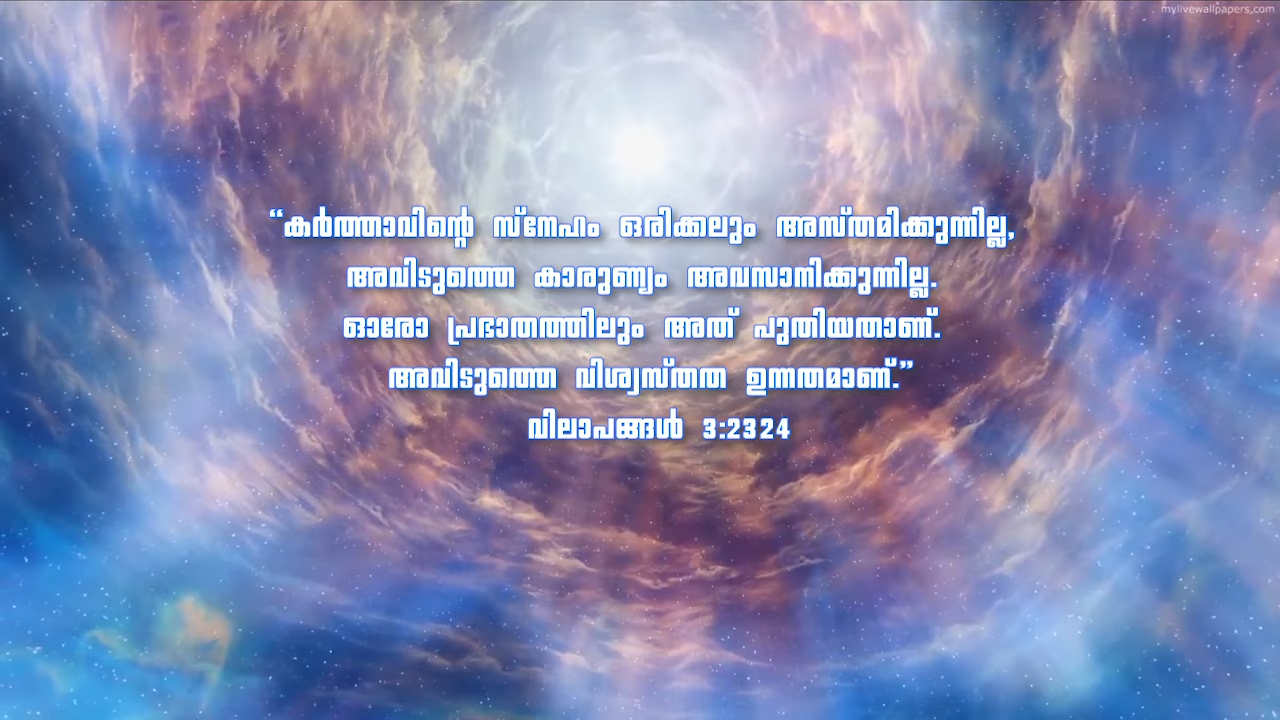 mylivewallpapers.com
“കർത്താവിന്റെ സ്നേഹം ഒരിക്കലും അസ്തമിക്കുന്നില്ല,
അവിടുത്തെ കാരുണ്യം അവസാനിക്കുന്നില്ല.
ഓരോ പ്രഭാതത്തിലും അത് പുതിയതാണ്.
അവിടുത്തെ വിശ്വസ്തത ഉന്നതമാണ്.”
വിലാപങ്ങൾ 3:2324